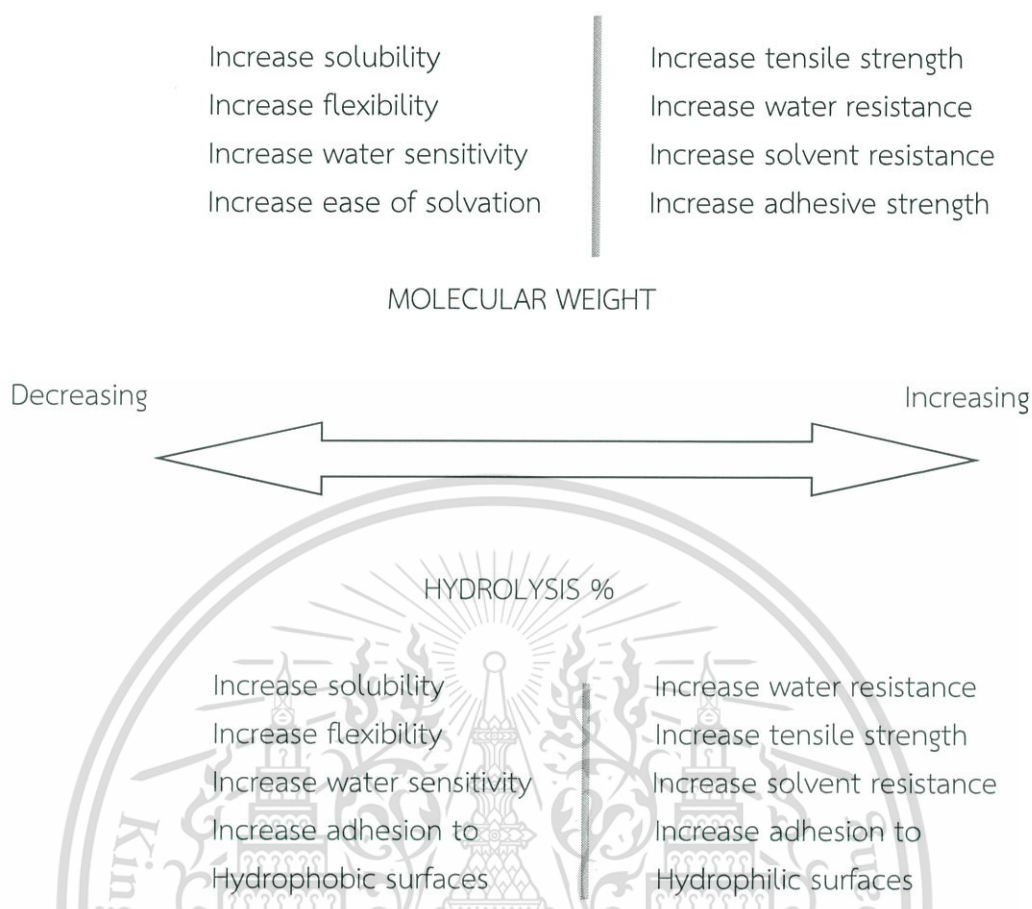 Increase solubility
Increase flexibility
Increase water sensitivity
Increase ease of solvation
Increase tensile strength
Increase water resistance
Increase solvent resistance
Increase adhesive strength
MOLECULAR WEIGHT
Decreasing
Increasing
HYDROLYSIS %
Increase solubility
Increase flexibility
Increase water sensitivity
Increase adhesion to
Hydrophobic surfaces
Increase water resistance
Increase tensile strength
Increase solvent resistance
Increase adhesion to
Hydrophilic surfaces